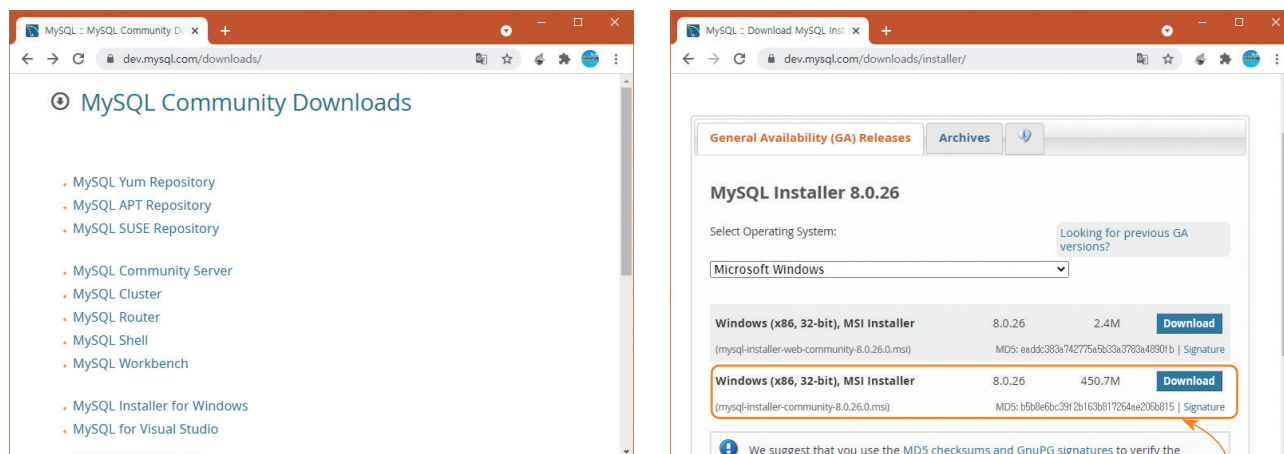 MySQL :: MySQL Community D
dev.mysql.com/downloads/
MySQL Community Downloads
MySQL Yum Repository
MySQL APT Repository
MySQL SUSE Repository
MySQL Community Server
MySQL Cluster
MySQL Router
MySQL Shell
MySQL Workbench
MySQL Installer for Windows
MySQL for Visual Studio
MySQL :: Download MySQL Inst
dev.mysql.com/downloads/installer/
General Availability (GA) Releases Archives
MySQL Installer 8.0.26
Select Operating System:
Looking for previous GA
versions?
Microsoft Windows
Windows (x86, 32-bit), MSI Installer 8.0.26 2.4M Download
(mysql-installer-web-community-8.0.26.0.msi) MD5: eaddc383a742775a5b33a3783a4890fb | Signature
Windows (x86, 32-bit), MSI Installer 8.0.26 450.7M Download
(mysql-installer-community-8.0.26.0.msi) MD5: b5b8e6bc39f2b163b817264ae206b815 | Signature
We suggest that you use the MD5 checksums and GnuPG signatures to verify the